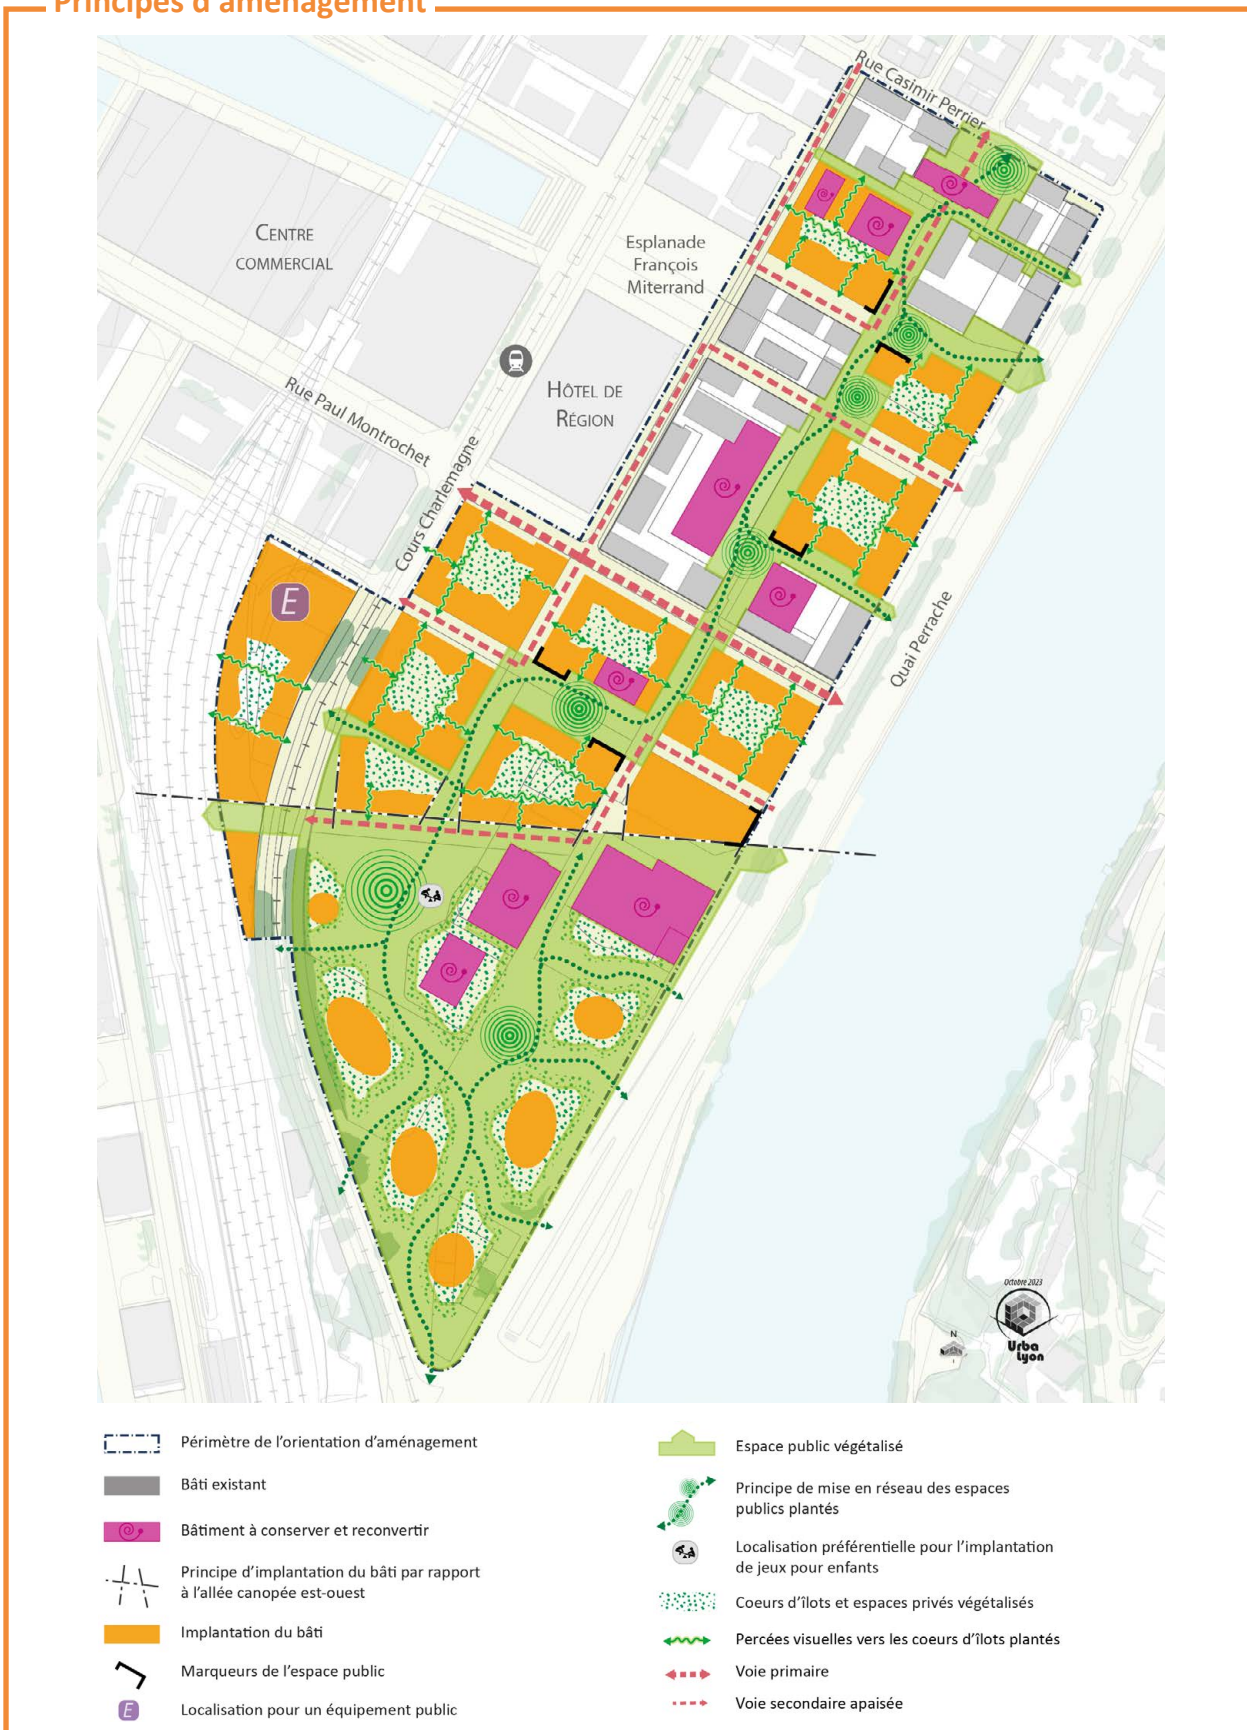 Principes d'aménagement
Rue Casimir Perrier
CENTRE
COMMERCIAL
Esplanade
François
Miterrand
HÔTEL DE
RÉGION
Rue Paul Montrochet
Cours Charlemagne
E
Quai Perrache
Octobre 2023
N
Urba
Lyon
Périmètre de l'orientation d'aménagement
Bâti existant
Bâtiment à conserver et reconvertir
Principe d'implantation du bâti par rapport
à l'allée canopée est-ouest
Implantation du bâti
Marqueurs de l'espace public
E Localisation pour un équipement public
Espace public végétalisé
Principe de mise en réseau des espaces
publics plantés
Localisation préférentielle pour l'implantation
de jeux pour enfants
Coeurs d'îlots et espaces privés végétalisés
Percées visuelles vers les coeurs d'îlots plantés
Voie primaire
Voie secondaire apaisée